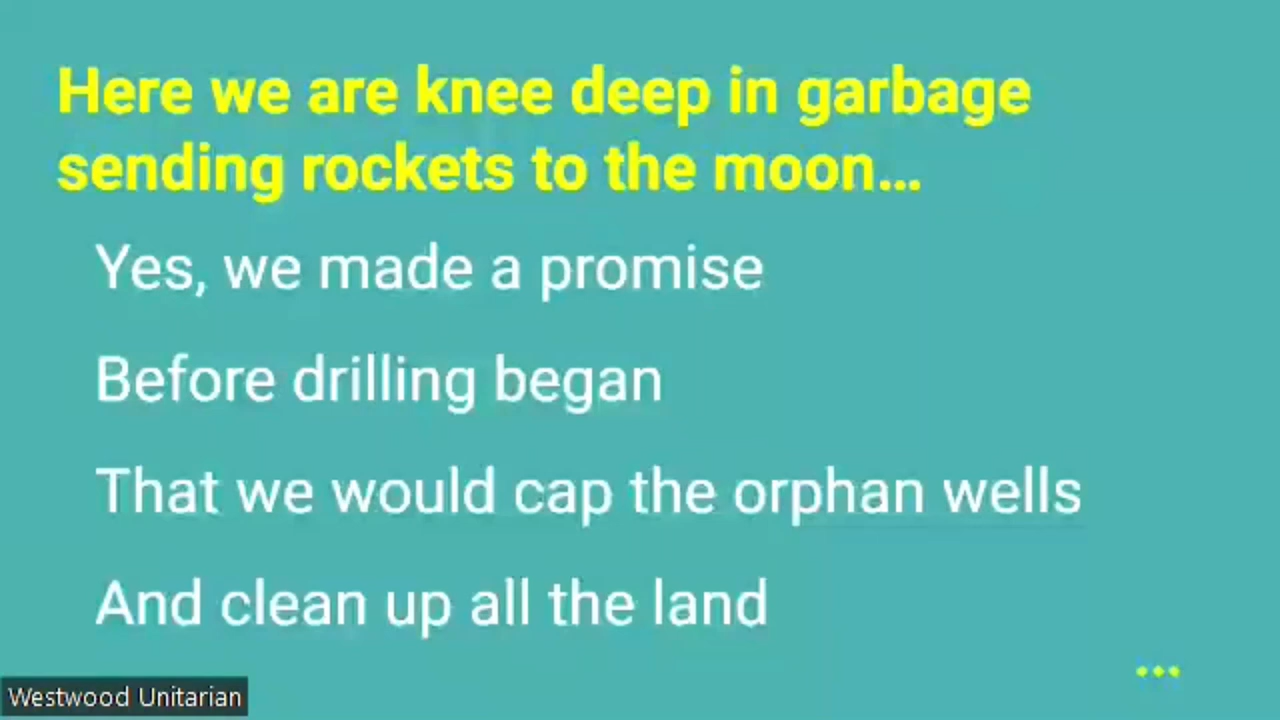 Here we are knee deep in garbage
sending rockets to the moon...
Yes, we made a promise
Before drilling began
That we would cap the orphan wells
And clean up all the land
...
Westwood Unitarian